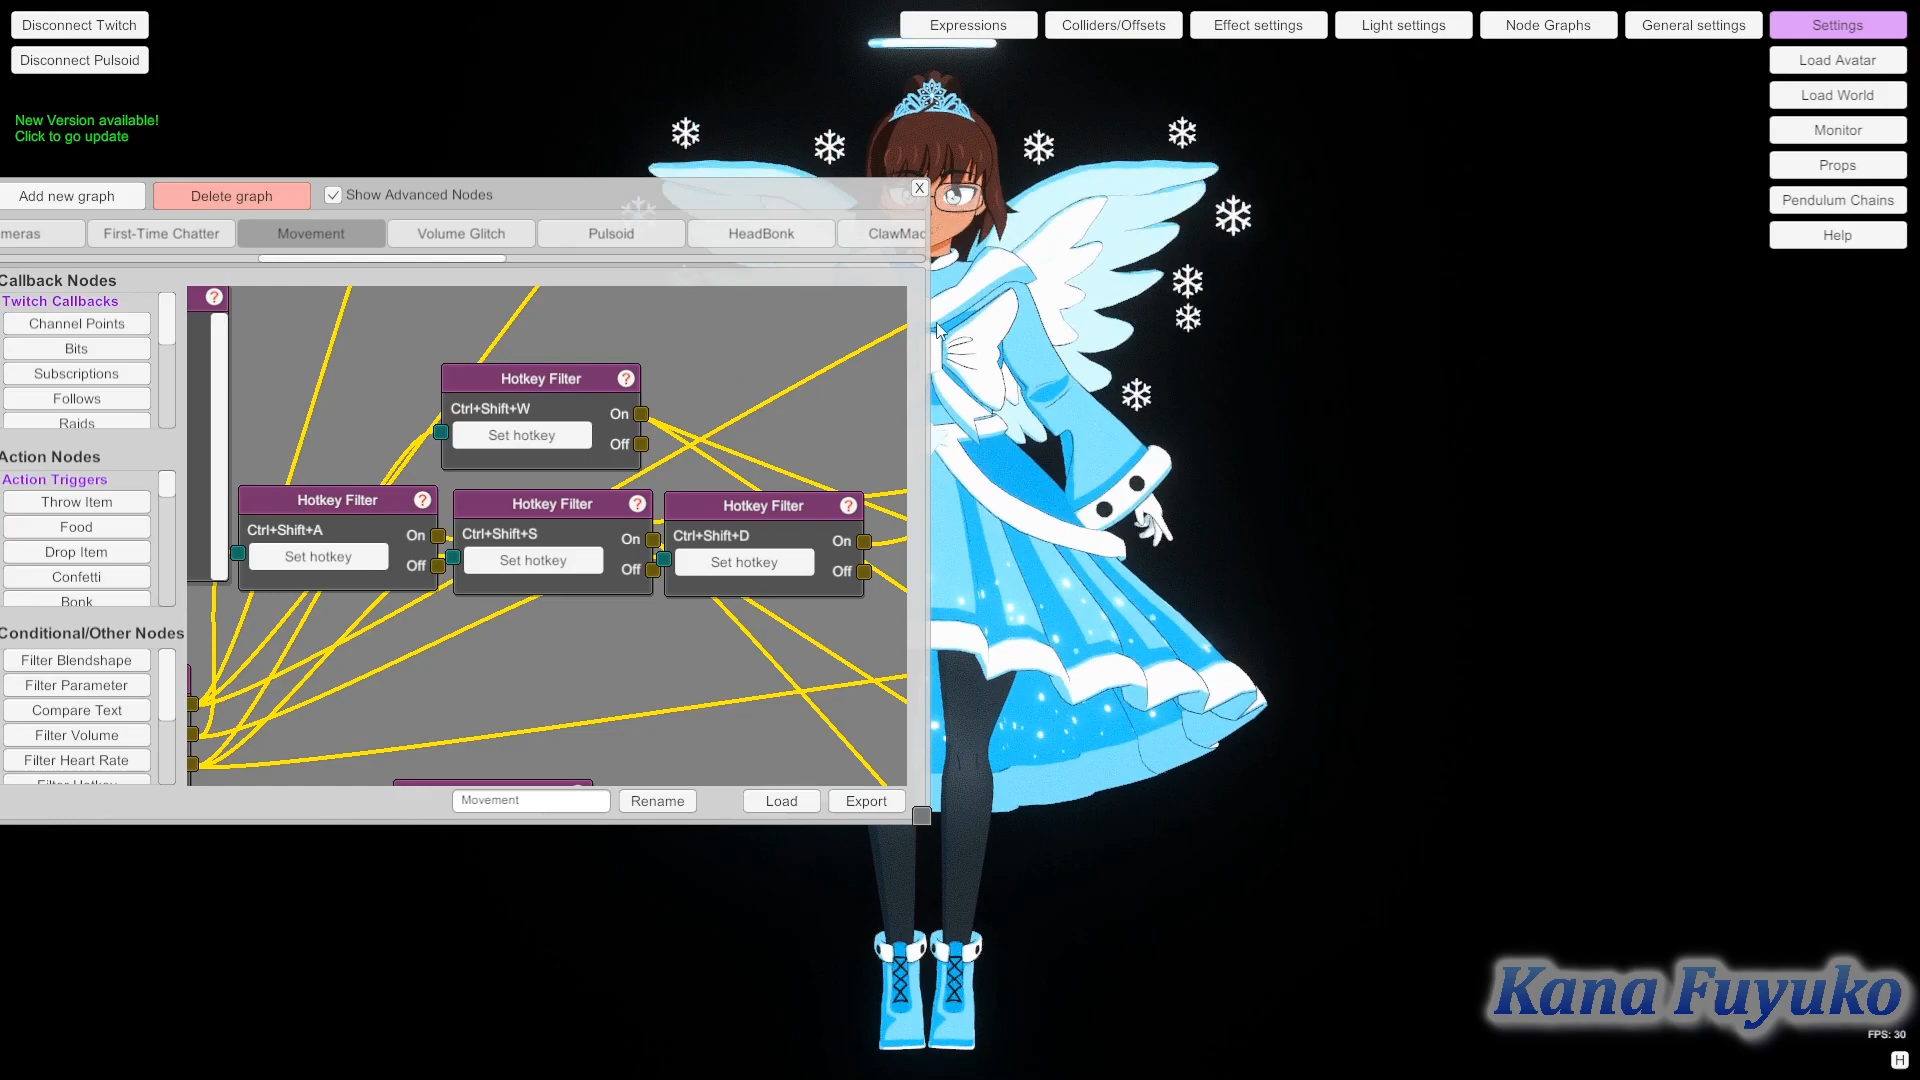 Disconnect Twitch
Expressions
Colliders/Offsets
Effect settings
Light settings
Node Graphs
General settings
Settings
Disconnect Pulsoid
Load Avatar
Load World
Monitor
Props
Pendulum Chains
Help
New Version available!
Click to go update
Add new graph
Delete graph
Show Advanced Nodes
X
meras
First-Time Chatter
Movement
Volume Glitch
Pulsoid
HeadBonk
ClawMac
Callback Nodes
Twitch Callbacks
Channel Points
Bits
Subscriptions
Follows
Raids
Action Nodes
Action Triggers
Throw Item
Food
Drop Item
Confetti
Bonk
Conditional/Other Nodes
Filter Blendshape
Filter Parameter
Compare Text
Filter Volume
Filter Heart Rate
Filter Hotkey
?
Hotkey Filter ?
Ctrl+Shift+W
Set hotkey
On
Off
Hotkey Filter ?
Ctrl+Shift+A
Set hotkey
On
Off
Hotkey Filter ?
Ctrl+Shift+S
Set hotkey
On
Off
Hotkey Filter ?
Ctrl+Shift+D
Set hotkey
On
Off
Movement
Rename
Load
Export
Kana Fuyuko
FPS: 30
H